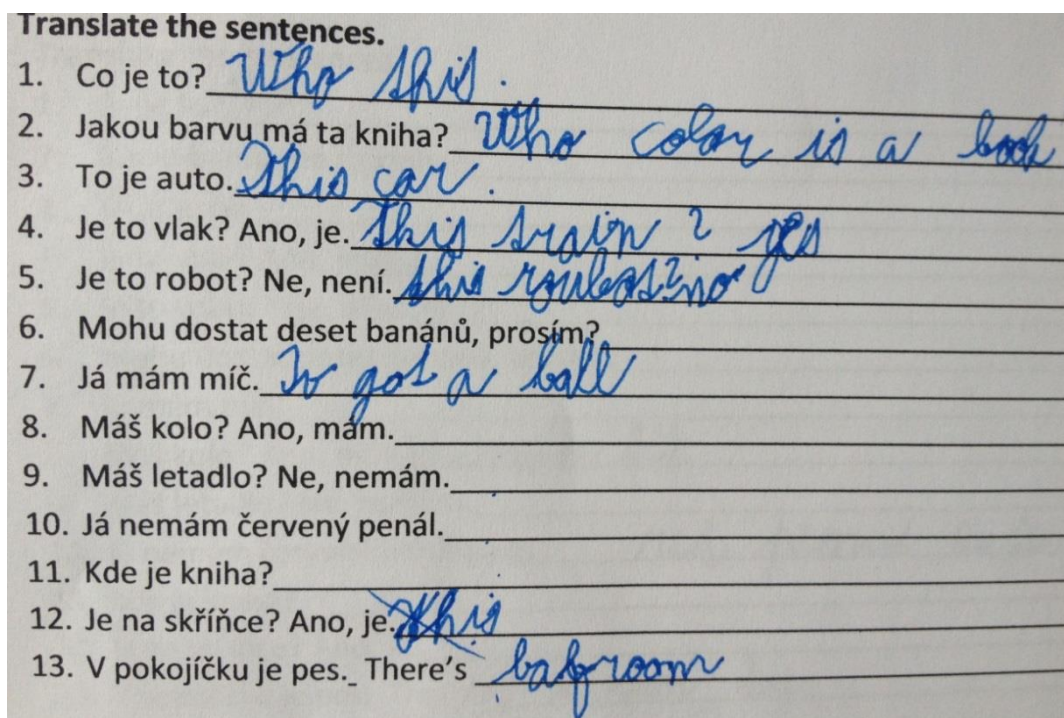 Translate the sentences.
1. Co je to? Who this.
2. Jakou barvu má ta kniha? Who color is a book
3. To je auto. This car.
4. Je to vlak? Ano, je. This train? yes
5. Je to robot? Ne, není. this roubot? no
6. Mohu dostat deset banánů, prosím?
7. Já mám míč. got a ball
8. Máš kolo? Ano, mám.
9. Máš letadlo? Ne, nemám.
10. Já nemám červený penál.
11. Kde je kniha?
12. Je na skříňce? Ano, je. this
13. V pokojíčku je pes. There's room